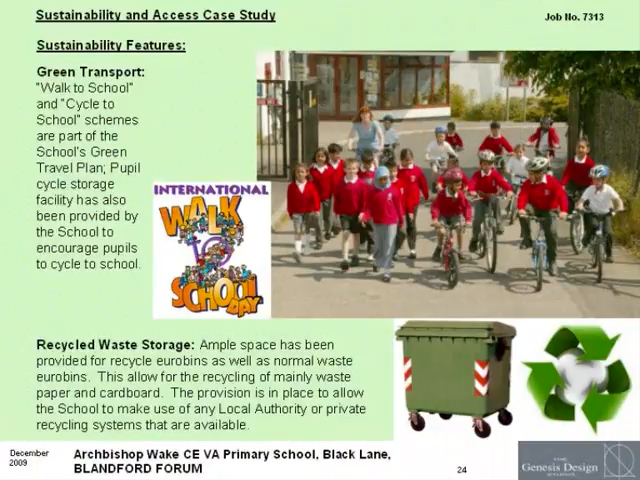 Sustainability and Access Case Study
Job No. 7313
Sustainability Features:
Green Transport:
"Walk to School"
and "Cycle to
School" schemes
are part of the
School's Green
Travel Plan; Pupil
cycle storage
facility has also
been provided by
the School to
encourage pupils
to cycle to school.
INTERNATIONAL
WALK
TO
SCHOOL
DAY
Recycled Waste Storage: Ample space has been
provided for recycle eurobins as well as normal waste
eurobins. This allow for the recycling of mainly waste
paper and cardboard. The provision is in place to allow
the School to make use of any Local Authority or private
recycling systems that are available.
December
2009
Archbishop Wake CE VA Primary School, Black Lane,
BLANDFORD FORUM
24
Genesis Design